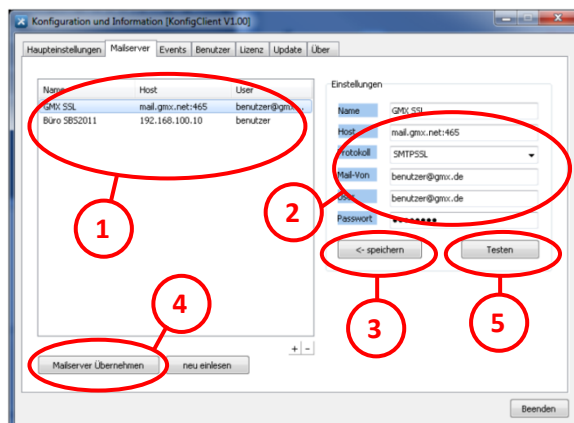 Konfiguration und Information [KonfigClient V1.00]
Haupteinstellungen Mailserver Events Benutzer Lizenz Update Über
Name Host User
GMX SSL mail.gmx.net:465 benutzer@gmx...
Büro SBS2011 192.168.100.10 benutzer
Einstellungen
Name GMX SSL
Host mail.gmx.net:465
Protokoll SMTPSSL
Mail-Von benutzer@gmx.de
User benutzer@gmx.de
Passwort ••••••••
<- speichern Testen
1
2
3
4
5
+ -
Mailserver Übernehmen neu einlesen
Beenden